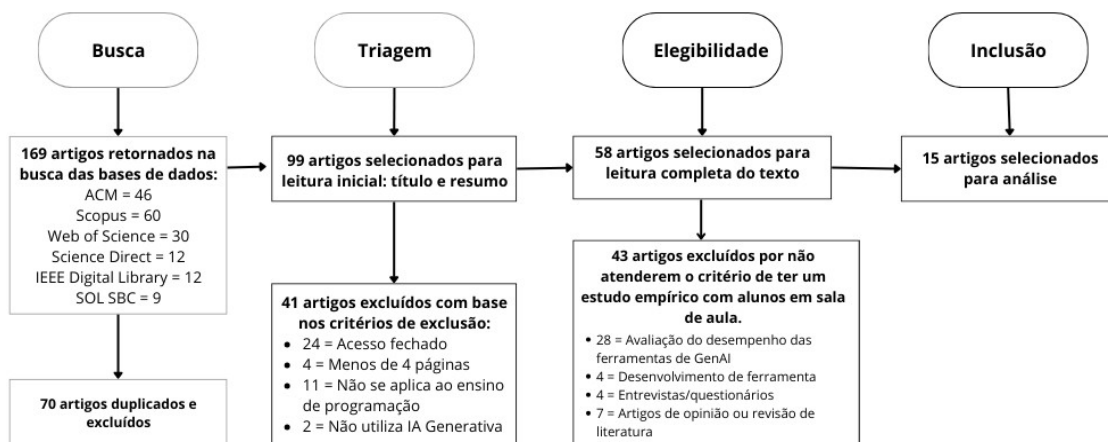 Busca
169 artigos retornados na
busca das bases de dados:
ACM = 46
Scopus = 60
Web of Science = 30
Science Direct = 12
IEEE Digital Library = 12
SOL SBC = 9
70 artigos duplicados e
excluídos
Triagem
99 artigos selecionados para
leitura inicial: título e resumo
41 artigos excluídos com base
nos critérios de exclusão:
• 24 = Acesso fechado
• 4 = Menos de 4 páginas
• 11 = Não se aplica ao ensino
de programação
• 2 = Não utiliza IA Generativa
Elegibilidade
58 artigos selecionados para
leitura completa do texto
43 artigos excluídos por não
atenderem o critério de ter um
estudo empírico com alunos em sala
de aula.
• 28 = Avaliação do desempenho das
ferramentas de GenAI
• 4 = Desenvolvimento de ferramenta
• 4 = Entrevistas/questionários
• 7 = Artigos de opinião ou revisão de
literatura
Inclusão
15 artigos selecionados
para análise